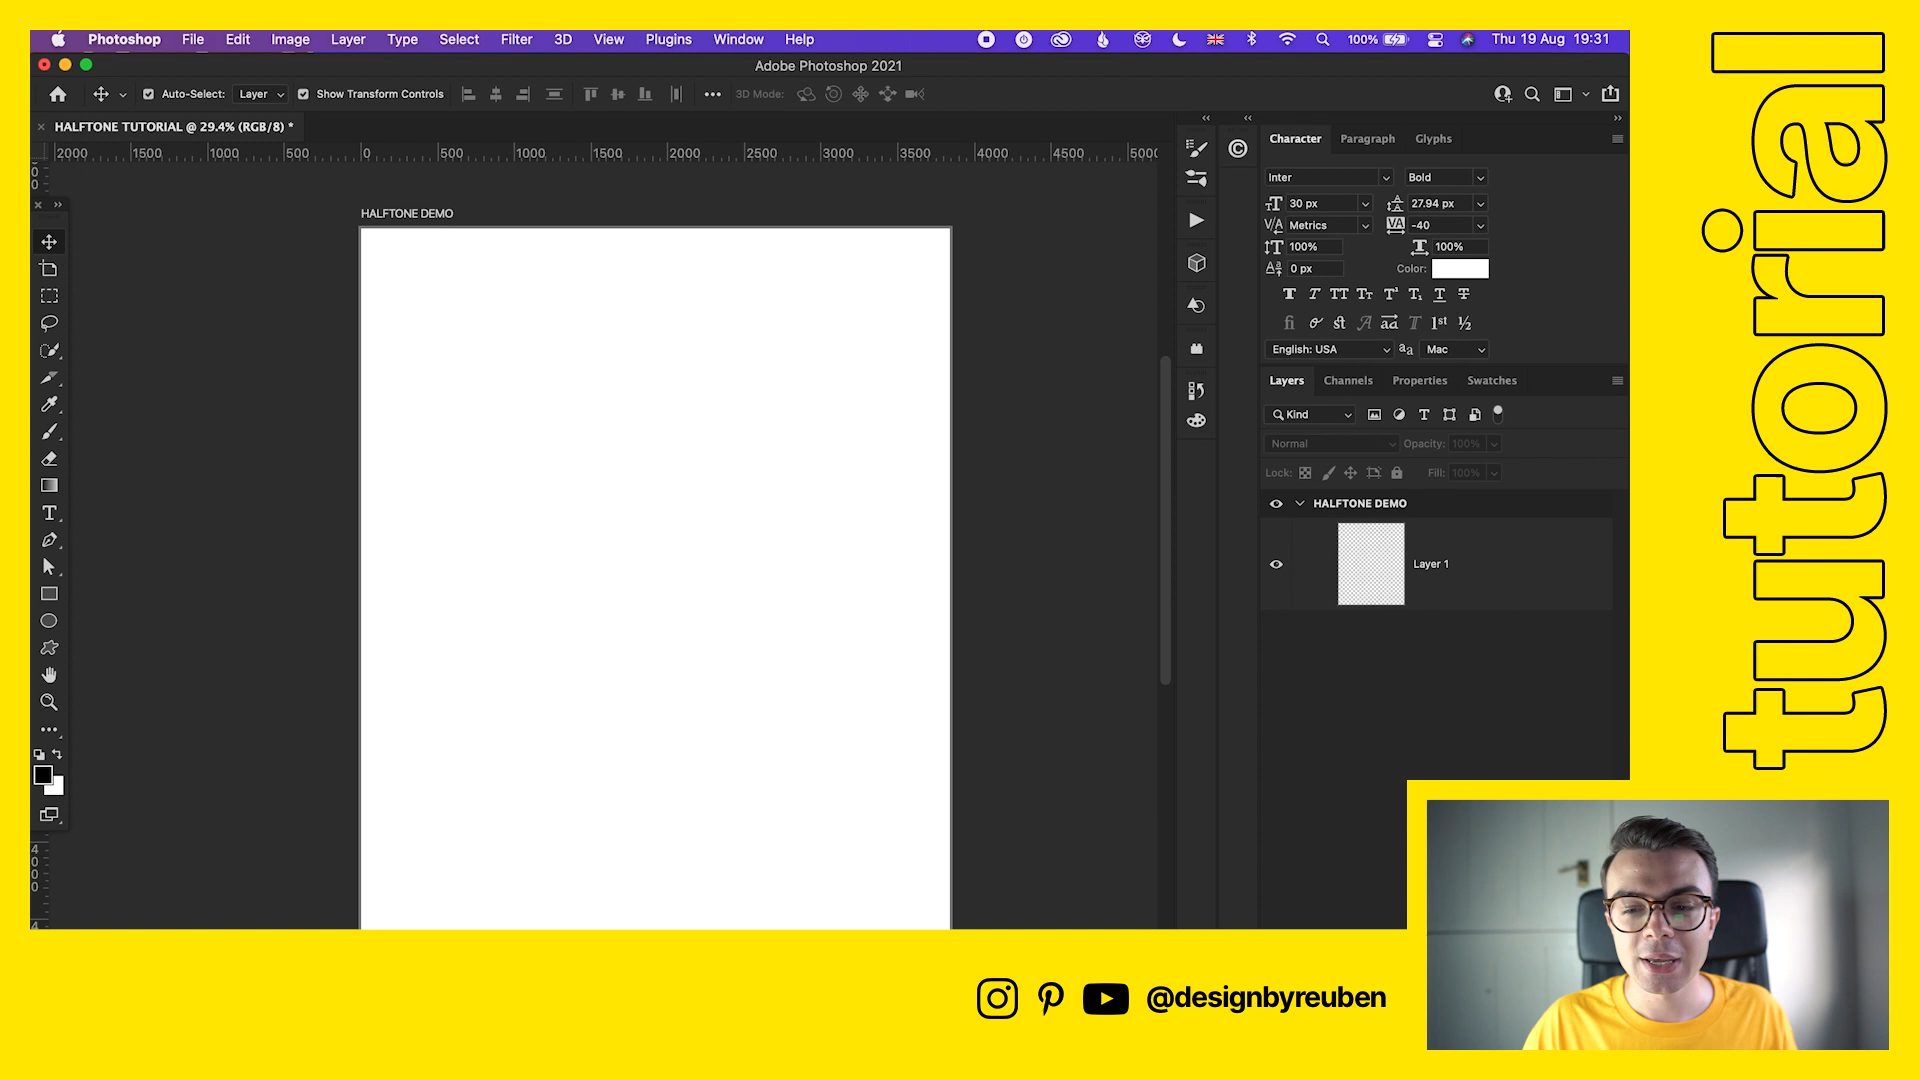 Photoshop File Edit Image Layer Type Select Filter 3D View Plugins Window Help 100% Thu 19 Aug 19:31
Adobe Photoshop 2021
Auto-Select: Layer Show Transform Controls 3D Mode:
HALFTONE TUTORIAL @ 29.4% (RGB/8) *
2000 1500 1000 500 0 500 1000 1500 2000 2500 3000 3500 4000 4500 5000
HALFTONE DEMO
Character Paragraph Glyphs
Inter Bold
30 px 27.94 px
Metrics -40
100% 100%
0 px Color:
English: USA Mac
Layers Channels Properties Swatches
Kind
Normal Opacity: 100%
Lock: Fill: 100%
HALFTONE DEMO
Layer 1
tutorial
@designbyreuben